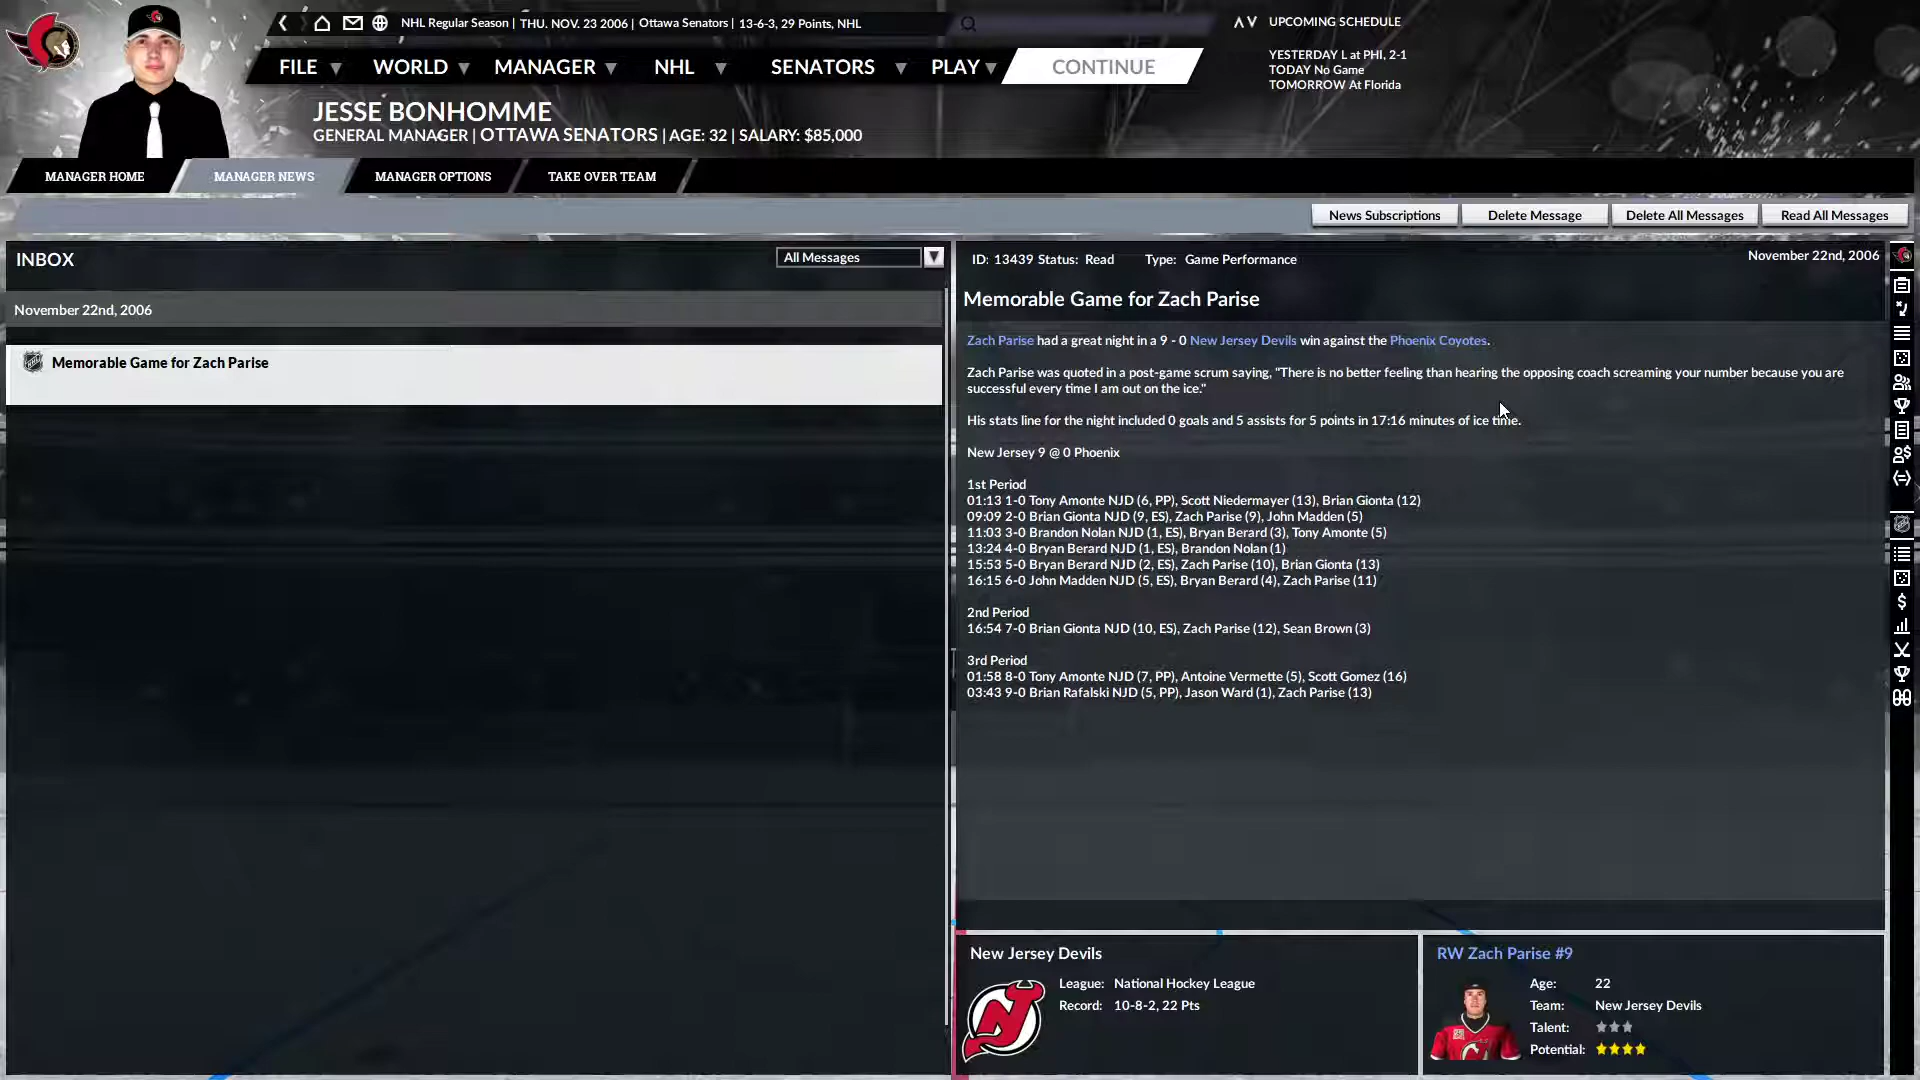 NHL Regular Season | THU. NOV. 23 2006 | Ottawa Senators | 13-6-3, 29 Points, NHL
UPCOMING SCHEDULE
YESTERDAY L at PHI, 2-1
TODAY No Game
TOMORROW At Florida
FILE WORLD MANAGER NHL SENATORS PLAY CONTINUE
JESSE BONHOMME
GENERAL MANAGER | OTTAWA SENATORS | AGE: 32 | SALARY: $85,000
MANAGER HOME MANAGER NEWS MANAGER OPTIONS TAKE OVER TEAM
News Subscriptions Delete Message Delete All Messages Read All Messages
INBOX All Messages
November 22nd, 2006
Memorable Game for Zach Parise
ID: 13439 Status: Read Type: Game Performance November 22nd, 2006
Memorable Game for Zach Parise
Zach Parise had a great night in a 9 - 0 New Jersey Devils win against the Phoenix Coyotes.
Zach Parise was quoted in a post-game scrum saying, "There is no better feeling than hearing the opposing coach screaming your number because you are
successful every time I am out on the ice."
His stats line for the night included 0 goals and 5 assists for 5 points in 17:16 minutes of ice time.
New Jersey 9 @ 0 Phoenix
1st Period
01:13 1-0 Tony Amonte NJD (6, PP), Scott Niedermayer (13), Brian Gionta (12)
09:09 2-0 Brian Gionta NJD (9, ES), Zach Parise (9), John Madden (5)
11:03 3-0 Brandon Nolan NJD (1, ES), Bryan Berard (3), Tony Amonte (5)
13:24 4-0 Bryan Berard NJD (1, ES), Brandon Nolan (1)
15:53 5-0 Bryan Berard NJD (2, ES), Zach Parise (10), Brian Gionta (13)
16:15 6-0 John Madden NJD (5, ES), Bryan Berard (4), Zach Parise (11)
2nd Period
16:54 7-0 Brian Gionta NJD (10, ES), Zach Parise (12), Sean Brown (3)
3rd Period
01:58 8-0 Tony Amonte NJD (7, PP), Antoine Vermette (5), Scott Gomez (16)
03:43 9-0 Brian Rafalski NJD (5, PP), Jason Ward (1), Zach Parise (13)
New Jersey Devils
League: National Hockey League
Record: 10-8-2, 22 Pts
RW Zach Parise #9
Age: 22
Team: New Jersey Devils
Talent:
Potential: